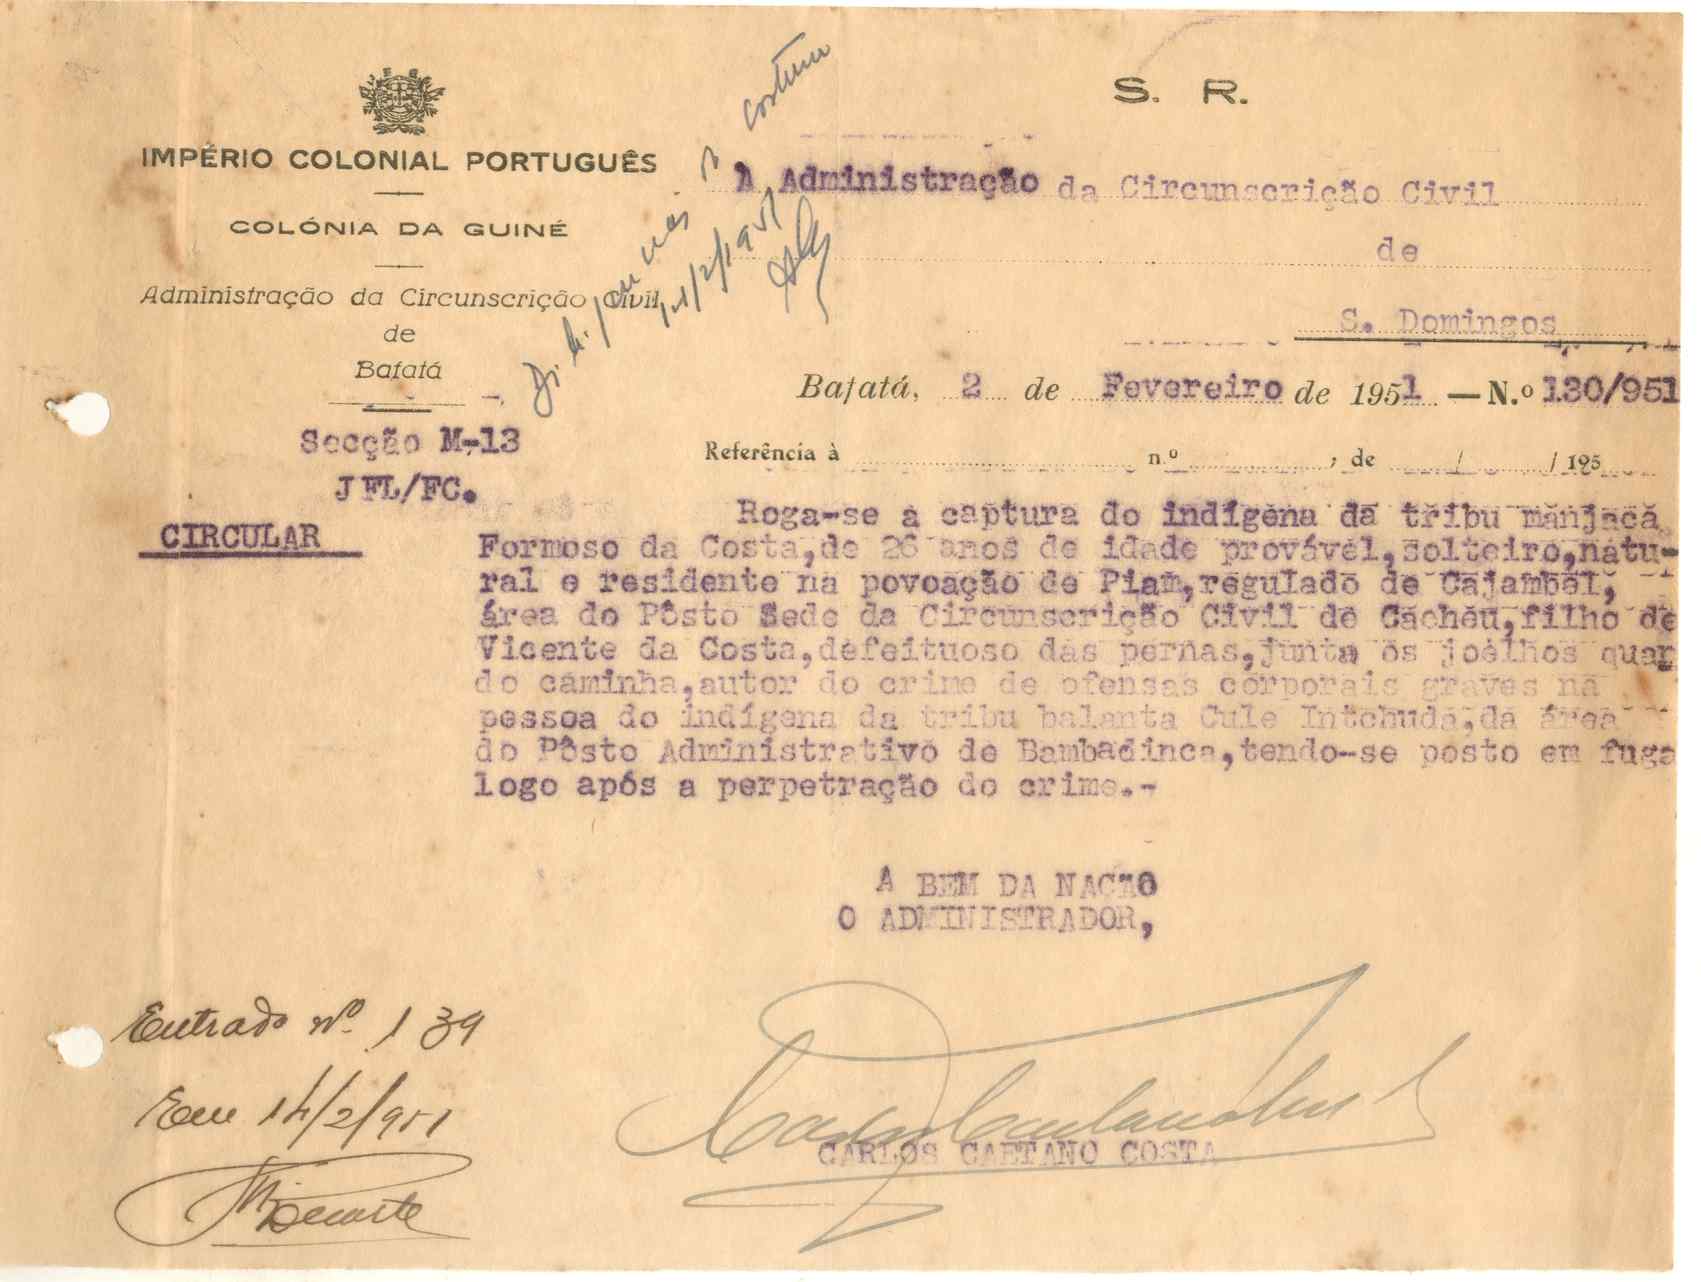 S. R.
IMPÉRIO COLONIAL PORTUGUÊS
COLÓNIA DA GUINÉ
Administração da Circunscrição Civil
de
Bafatá
Secção M-13
JFL/FC.
CIRCULAR
À Administração da Circunscrição Civil
de
S. Domingos
costume
Bafatá, 2 de Fevereiro de 1951 — N.º 130/951
Referência à nº ; de / / 195
Roga-se a captura do indígena da tribu manjaca
Formoso da Costa, de 26 anos de idade provável, solteiro, natu-
ral e residente na povoação de Piam, regulado de Cajambel,
área do Pôsto Sede da Circunscrição Civil de Cacheu, filho de
Vicente da Costa, defeituoso das pernas, junta os joelhos quan
do caminha, autor do crime de ofensas corporais graves na
pessoa do indígena da tribu balanta Cule Intchuda, da área
do Pôsto Administrativo de Bambadinca, tendo-se posto em fuga
logo após a perpetração do crime.-
A BEM DA NAÇÃO
O ADMINISTRADOR,
CARLOS CAETANO COSTA
Entrado nº 139
Em 14/2/951